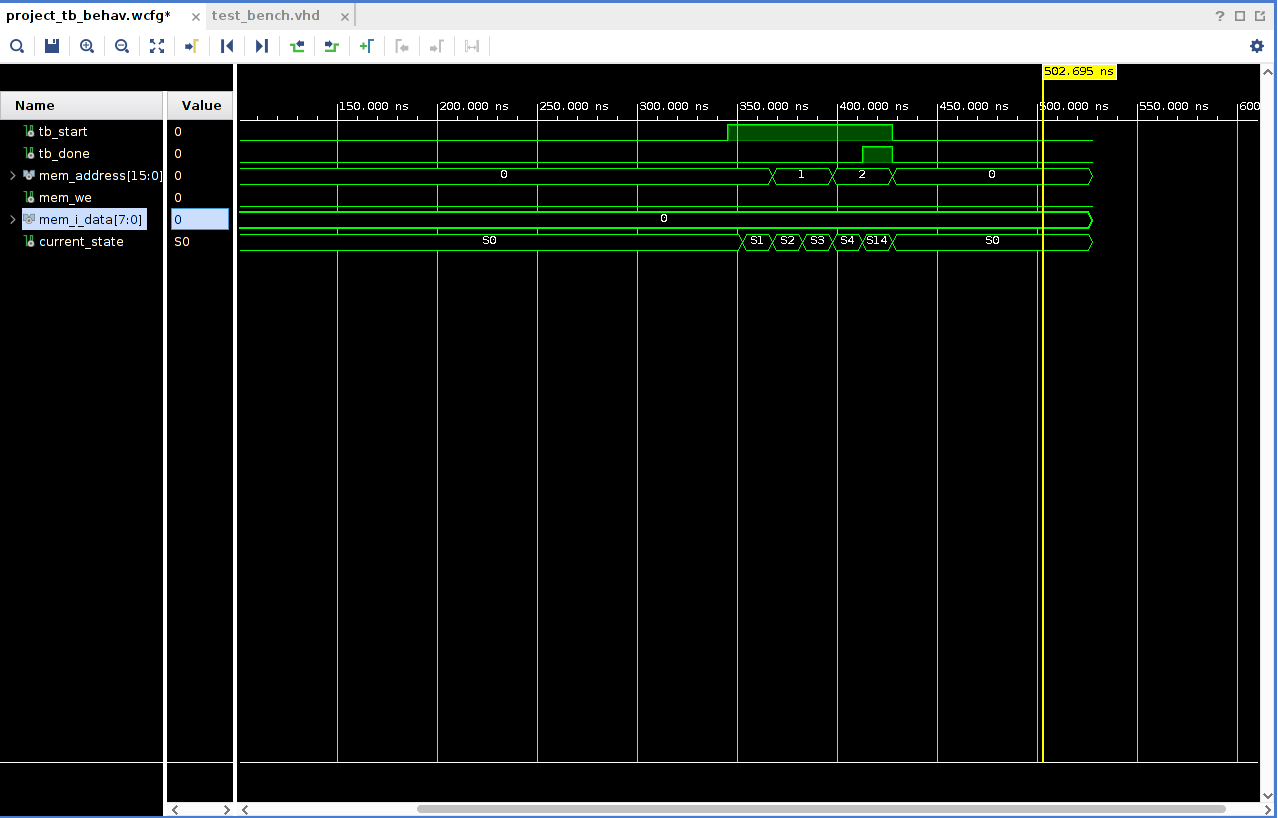 project_tb_behav.wcfg* × test_bench.vhd ×
?
502.695 ns
Name Value
150.000 ns 200.000 ns 250.000 ns 300.000 ns 350.000 ns 400.000 ns 450.000 ns 500.000 ns 550.000 ns 600
tb_start 0
tb_done 0
mem_address[15:0] 0 0 1 2 0
mem_we 0
mem_i_data[7:0] 0 0
current_state S0 S0 S1 S2 S3 S4 S14 S0